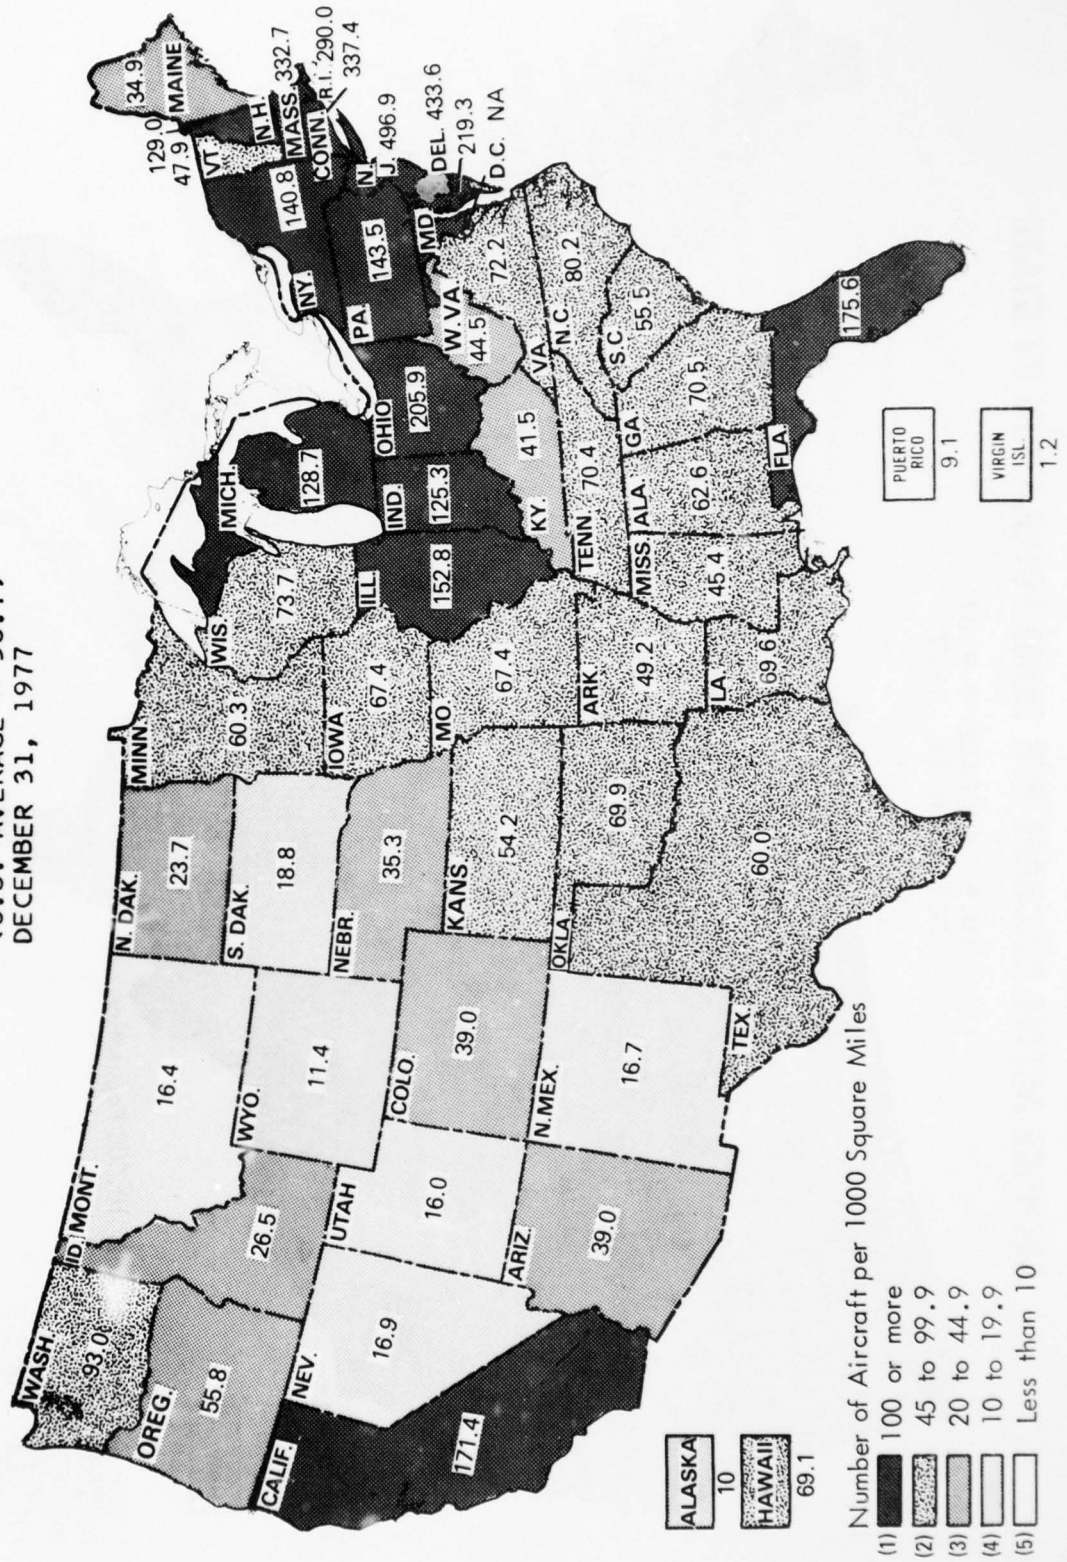 DECEMBER 31, 1977
WASH
93.0
OREG.
55.8
CALIF.
171.4
NEV.
16.9
ID.
26.5
MONT.
16.4
WYO.
11.4
UTAH
16.0
ARIZ.
39.0
COLO.
39.0
N.MEX.
16.7
N. DAK.
23.7
S. DAK.
18.8
NEBR.
35.3
KANS
54.2
OKLA.
69.9
TEX.
60.0
MINN
60.3
IOWA
67.4
MO
67.4
ARK
49.2
LA.
69.6
WIS.
73.7
ILL.
152.8
MICH.
128.7
IND.
125.3
OHIO
205.9
KY.
41.5
TENN
70.4
MISS.
45.4
ALA
62.6
GA
70.5
FLA
175.6
S.C.
55.5
N.C.
80.2
VA.
72.2
W.VA.
44.5
PA.
143.5
NY.
140.8
MD
219.3
D.C. NA
DEL. 433.6
N.
J. 496.9
CONN.
337.4
R.I. 290.0
MASS. 332.7
N.H.
129.0
VT.
47.9
MAINE
34.9
ALASKA
10
HAWAII
69.1
PUERTO
RICO
9.1
VIRGIN
ISL.
1.2
Number of Aircraft per 1000 Square Miles
(1) 100 or more
(2) 45 to 99.9
(3) 20 to 44.9
(4) 10 to 19.9
(5) Less than 10